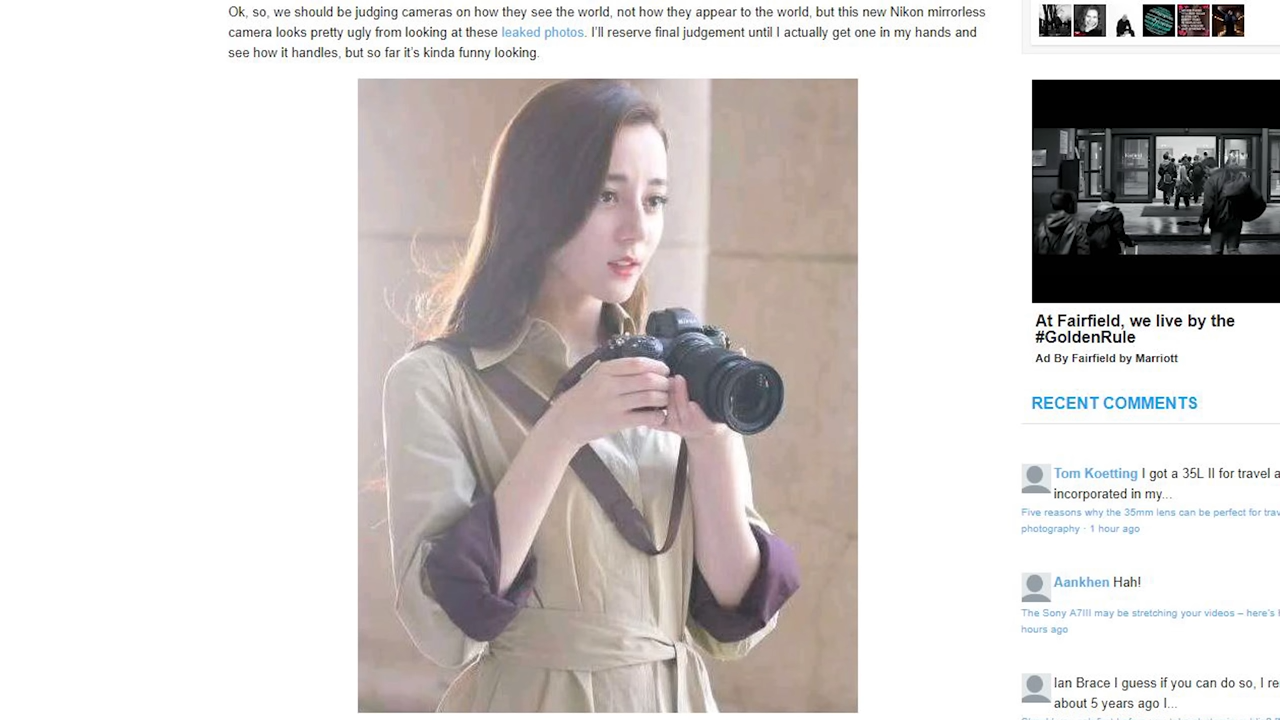 Ok, so, we should be judging cameras on how they see the world, not how they appear to the world, but this new Nikon mirrorless
camera looks pretty ugly from looking at these leaked photos. I'll reserve final judgement until I actually get one in my hands and
see how it handles, but so far it's kinda funny looking.
Nikon
At Fairfield, we live by the
#GoldenRule
Ad By Fairfield by Marriott
RECENT COMMENTS
Tom Koetting I got a 35L II for travel a
incorporated in my...
Five reasons why the 35mm lens can be perfect for trav
photography · 1 hour ago
Aankhen Hah!
The Sony A7III may be stretching your videos – here's
hours ago
Ian Brace I guess if you can do so, I re
about 5 years ago I...